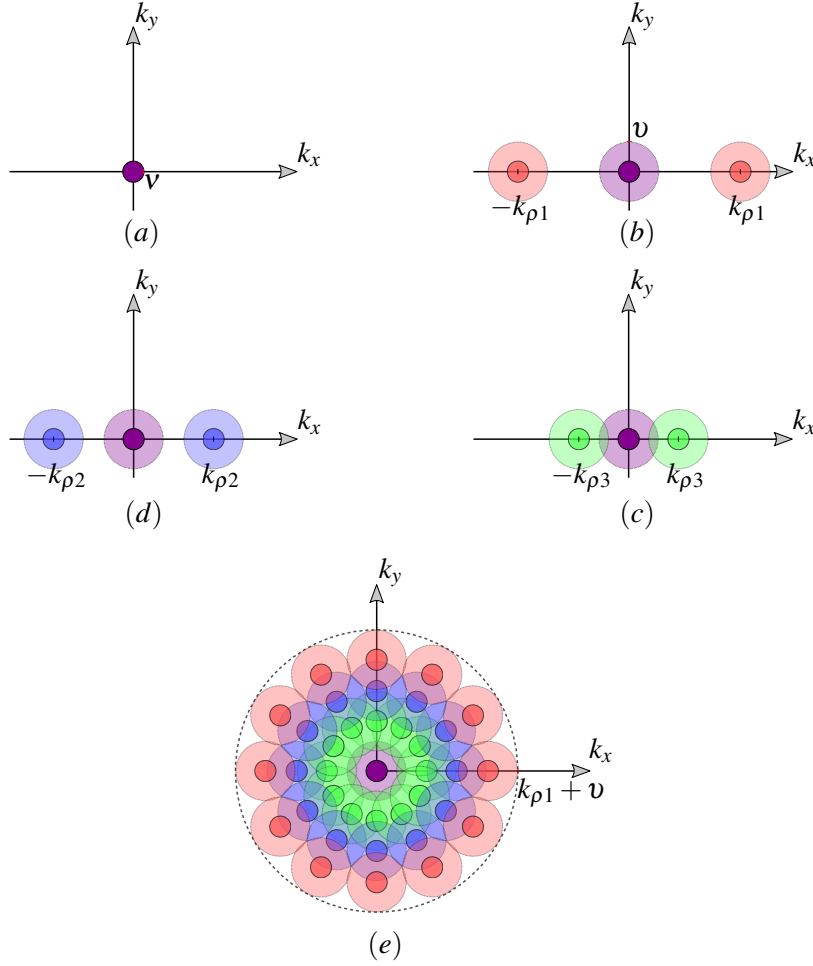 k_y
k_x
ν
(a)
k_y
υ
k_x
−k_ρ1
k_ρ1
(b)
k_y
k_x
−k_ρ2
k_ρ2
(d)
k_y
k_x
−k_ρ3
k_ρ3
(c)
k_y
k_x
k_ρ1 + υ
(e)